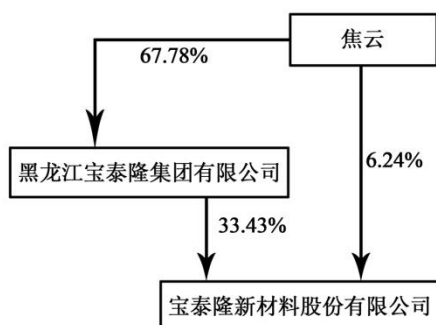 焦云
67.78%
黑龙江宝泰隆集团有限公司
6.24%
33.43%
宝泰隆新材料股份有限公司